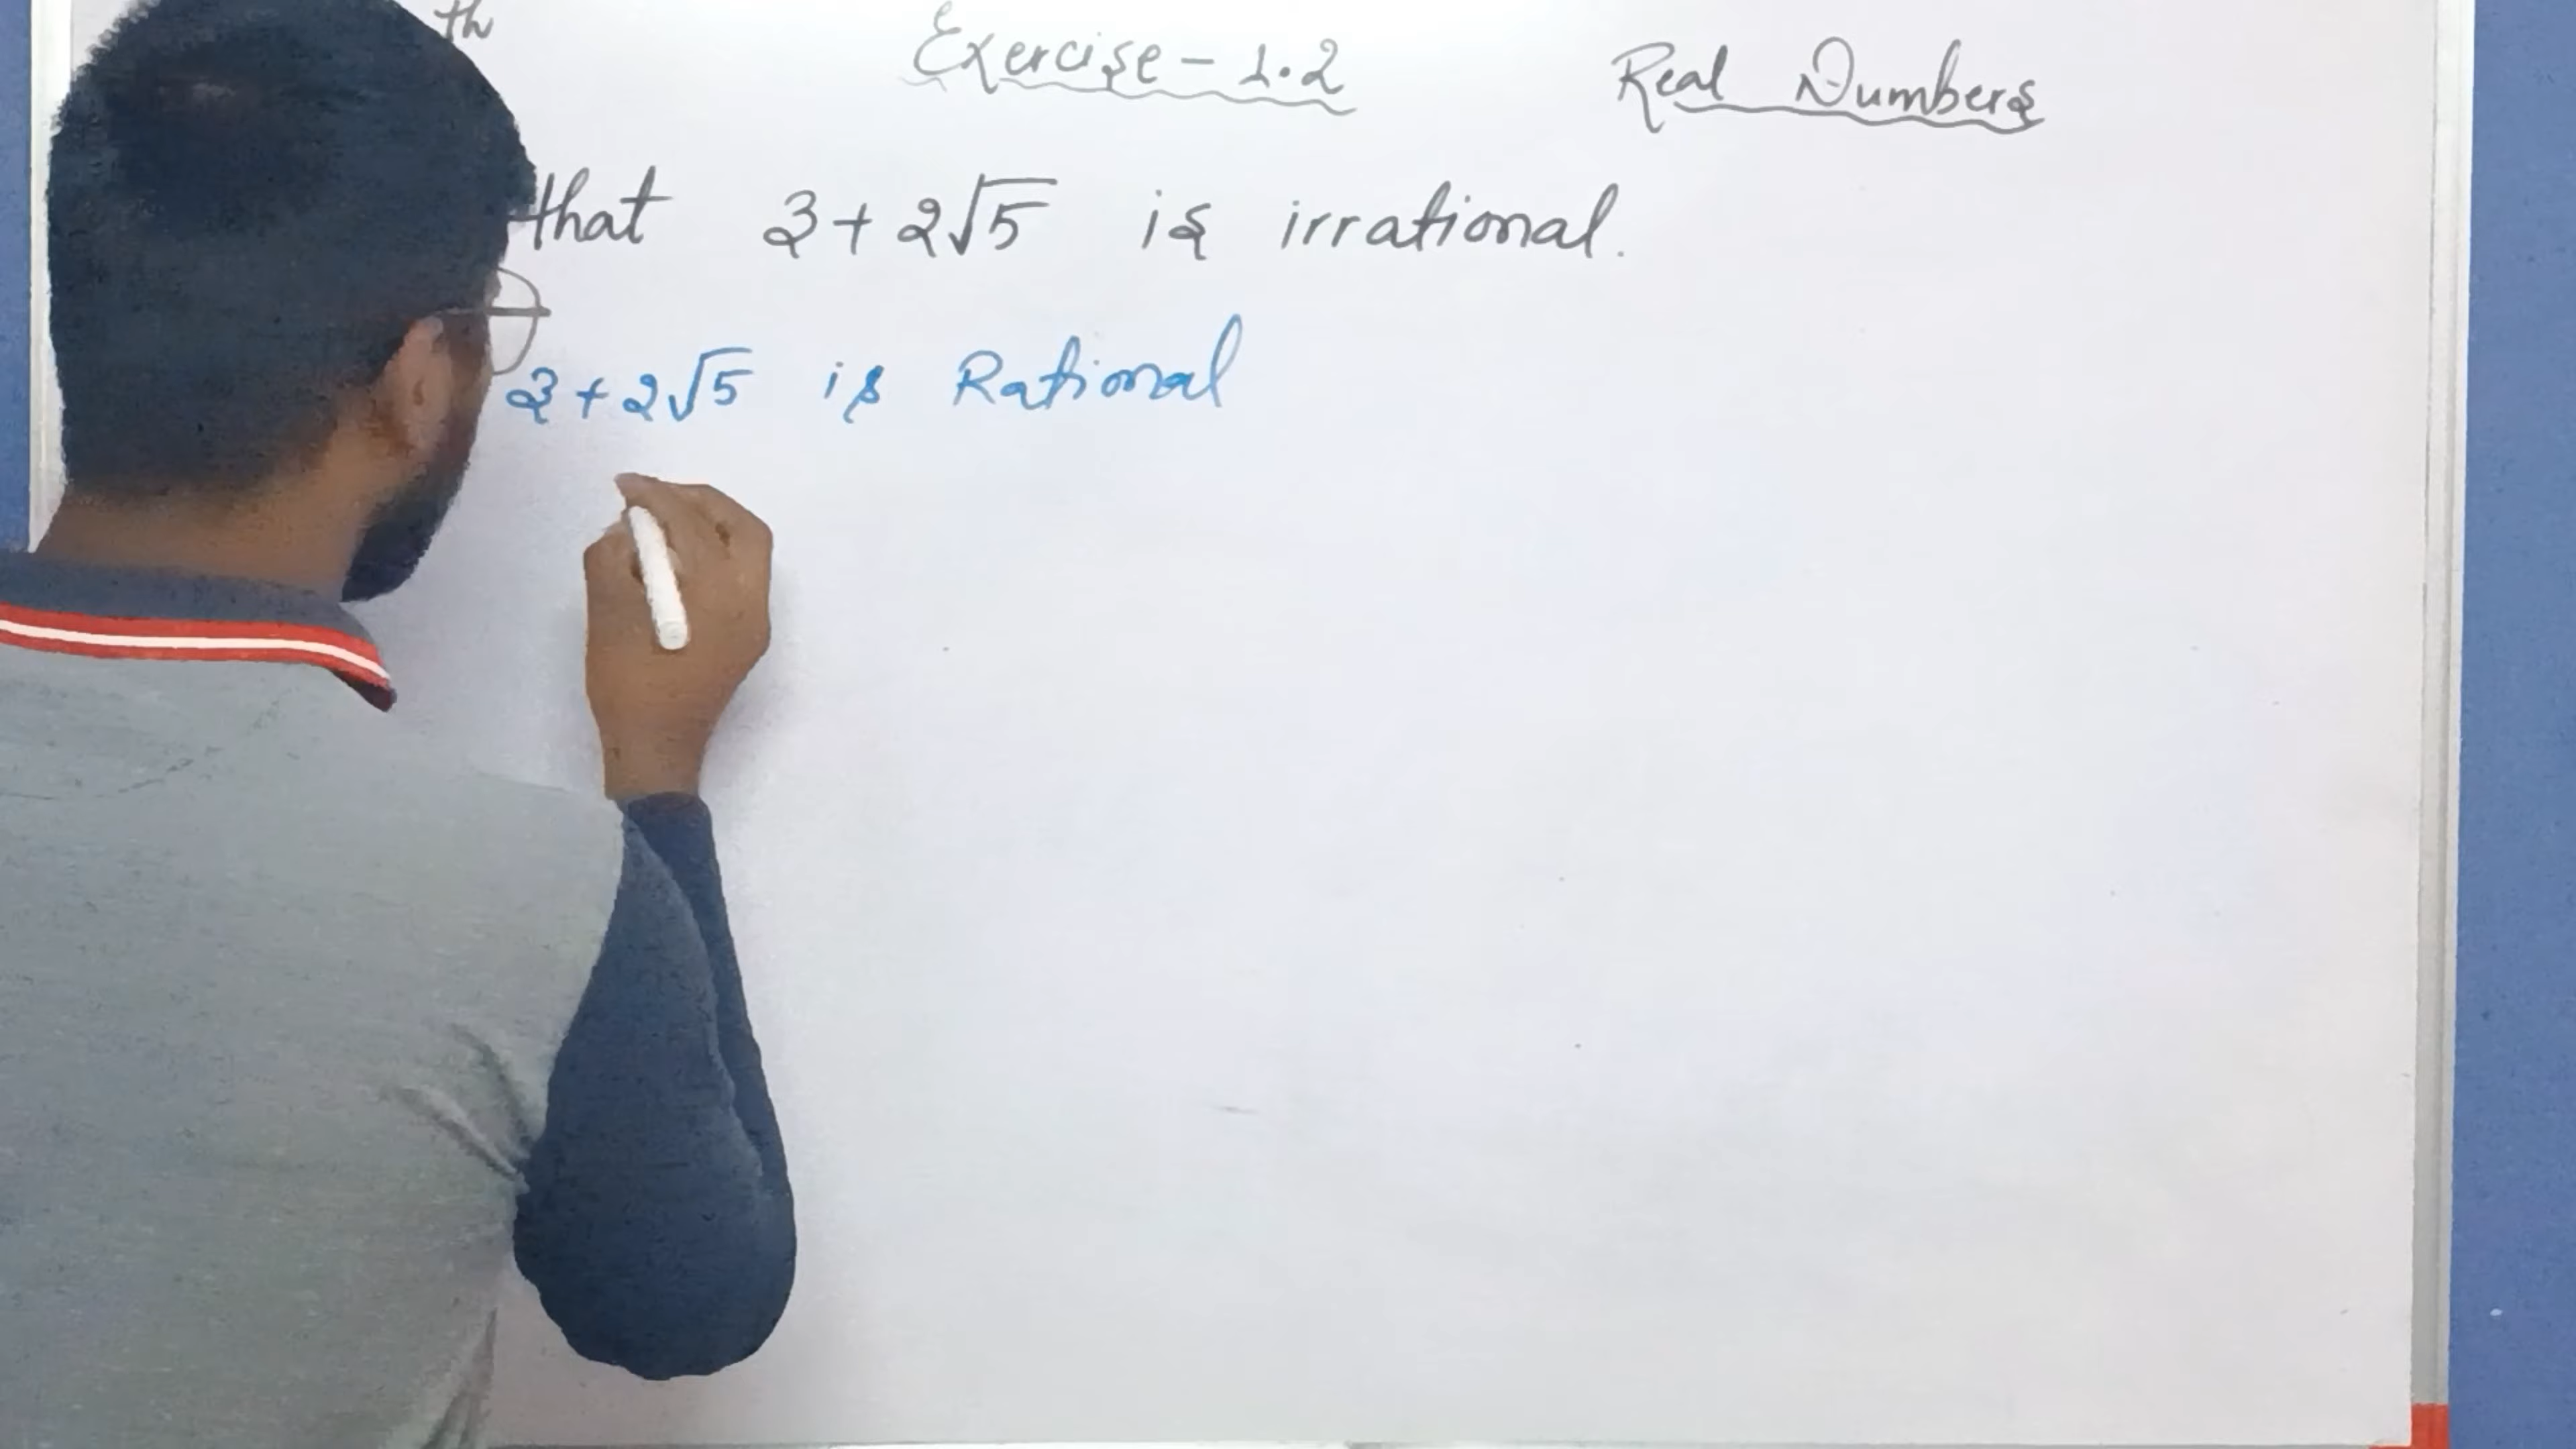 th Exercise - 1.2 Real Numbers
that 3 + 2√5 is irrational.
3 + 2√5 is Rational